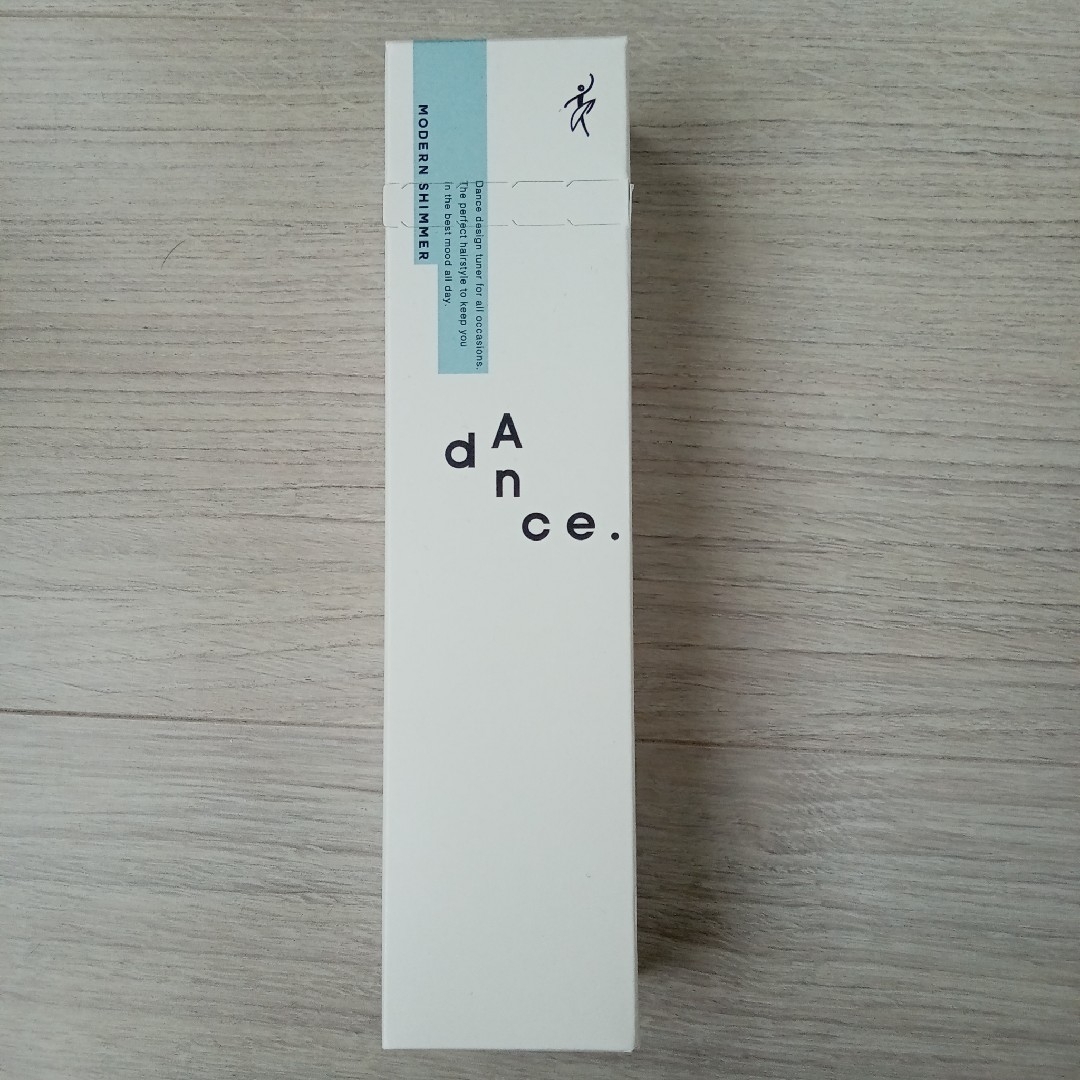 MODERN SHIMMER
Dance design tuner for all occasions.
The perfect hairstyle to keep you
in the best mood all day.
dAnce.